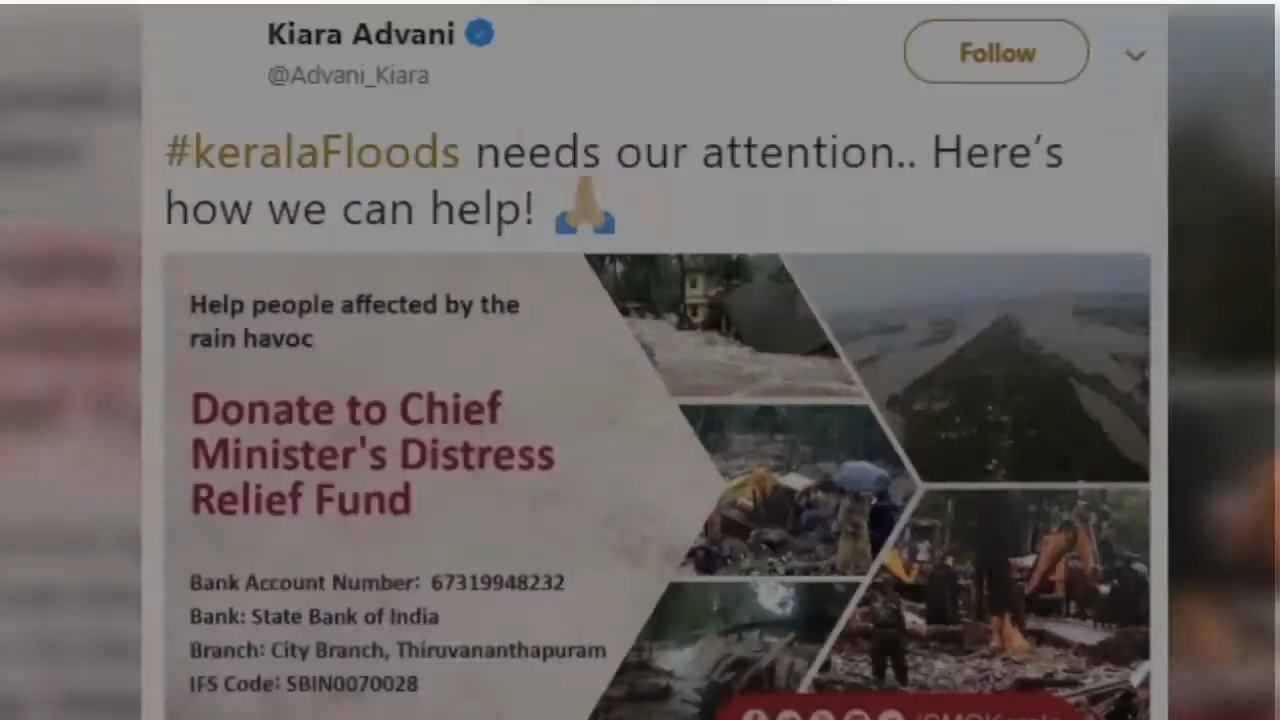 Kiara Advani
@Advani_Kiara
Follow
#keralaFloods needs our attention.. Here's
how we can help!
Help people affected by the
rain havoc
Donate to Chief
Minister's Distress
Relief Fund
Bank Account Number: 67319948232
Bank: State Bank of India
Branch: City Branch, Thiruvananthapuram
IFS Code: SBIN0070028